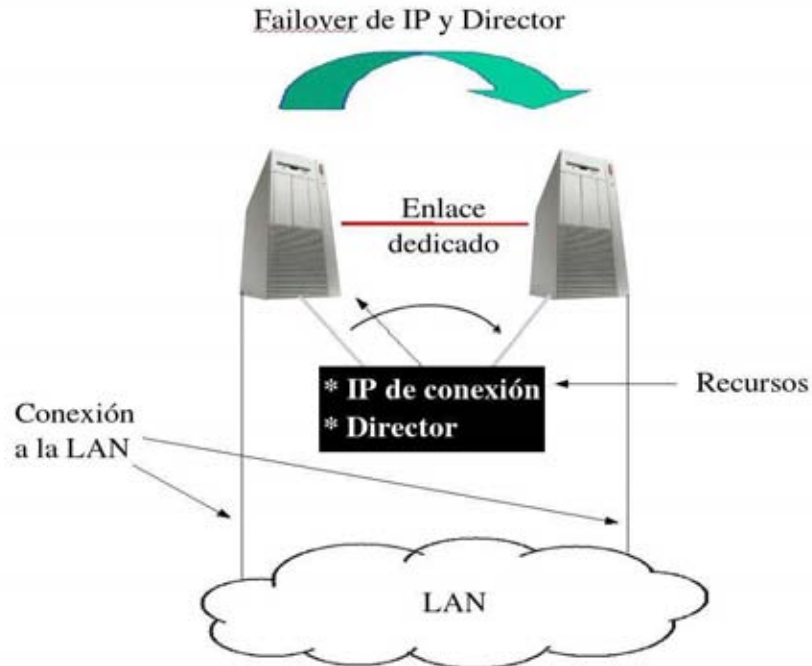 Failover de IP y Director
Enlace
dedicado
* IP de conexión
* Director
Recursos
Conexión
a la LAN
LAN